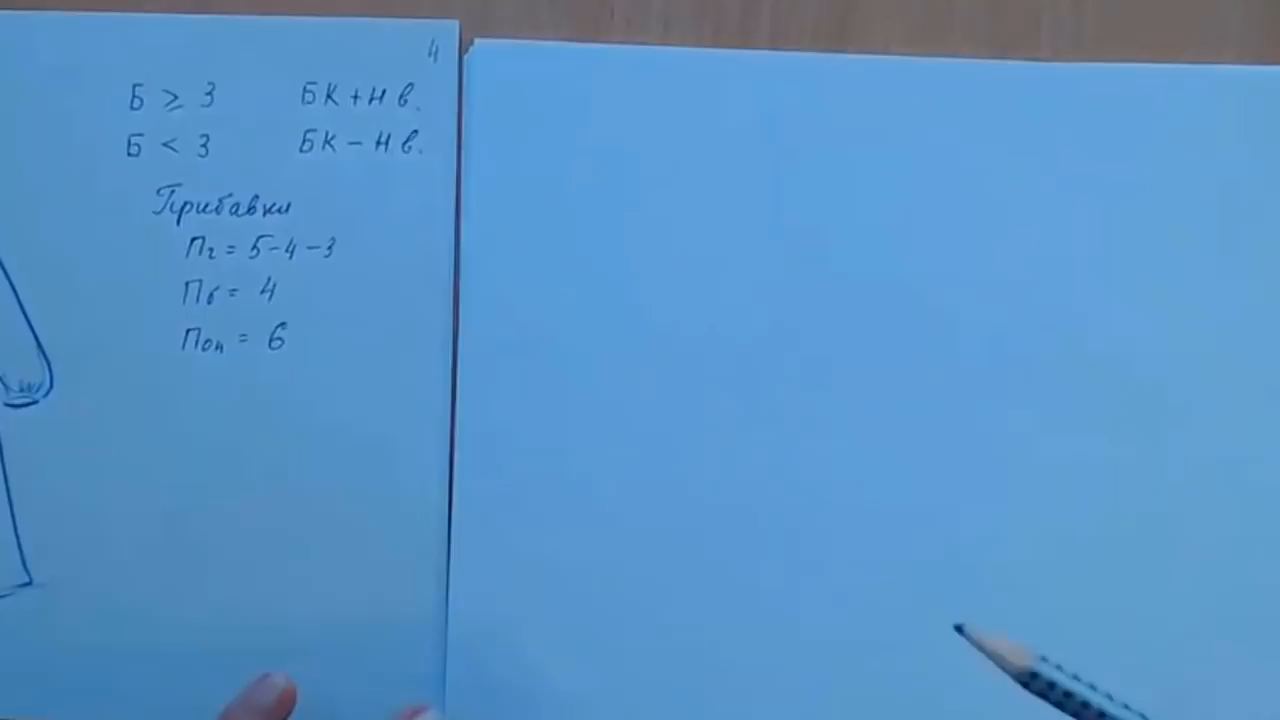 4
Б ≥ 3 БК + Н в.
Б < 3 БК - Н в.
Прибавки
Пг = 5-4-3
Пб = 4
Поп = 6